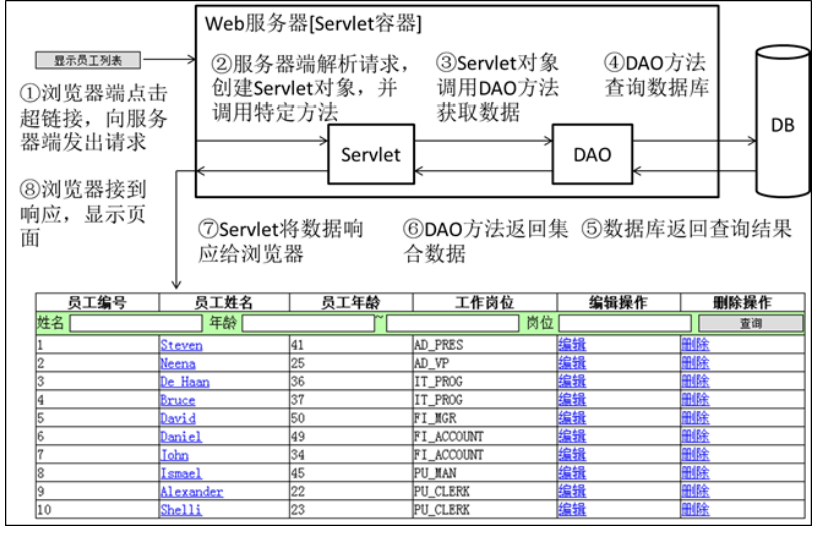 Web服务器[Servlet容器]
显示员工列表
①浏览器端点击
超链接，向服务
器端发出请求
②服务器端解析请求，
创建Servlet对象，并
调用特定方法
③Servlet对象
调用DAO方法
获取数据
④DAO方法
查询数据库
Servlet
DAO
DB
⑧浏览器接到
响应，显示页
面
⑦Servlet将数据响
应给浏览器
⑥DAO方法返回集
合数据
⑤数据库返回查询结果
员工编号 员工姓名 员工年龄 工作岗位 编辑操作 删除操作
姓名 年龄 ~ 岗位 查询
1 Steven 41 AD_PRES 编辑 删除
2 Neena 25 AD_VP 编辑 删除
3 De Haan 36 IT_PROG 编辑 删除
4 Bruce 37 IT_PROG 编辑 删除
5 David 50 FI_MGR 编辑 删除
6 Daniel 49 FI_ACCOUNT 编辑 删除
7 John 34 FI_ACCOUNT 编辑 删除
8 Ismael 45 PU_MAN 编辑 删除
9 Alexander 22 PU_CLERK 编辑 删除
10 Shelli 23 PU_CLERK 编辑 删除